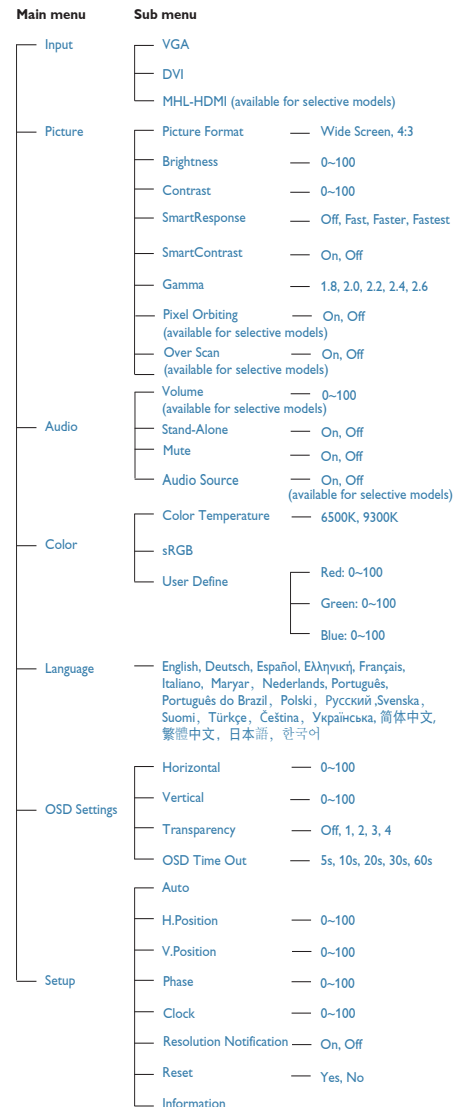 Main menu Sub menu
Input VGA
DVI
MHL-HDMI (available for selective models)
Picture Picture Format Wide Screen, 4:3
Brightness 0~100
Contrast 0~100
SmartResponse Off, Fast, Faster, Fastest
SmartContrast On, Off
Gamma 1.8, 2.0, 2.2, 2.4, 2.6
Pixel Orbiting On, Off
(available for selective models)
Over Scan On, Off
(available for selective models)
Volume 0~100
(available for selective models)
Audio Stand-Alone On, Off
Mute On, Off
Audio Source On, Off
(available for selective models)
Color Temperature 6500K, 9300K
Color sRGB
User Define Red: 0~100
Green: 0~100
Blue: 0~100
Language English, Deutsch, Español, Ελληνική, Français,
Italiano, Maryar, Nederlands, Português,
Português do Brazil, Polski, Русский ,Svenska,
Suomi, Türkçe, Čeština, Українська, 简体中文,
繁體中文, 日本語, 한국어
Horizontal 0~100
Vertical 0~100
OSD Settings
Transparency Off, 1, 2, 3, 4
OSD Time Out 5s, 10s, 20s, 30s, 60s
Auto
H.Position 0~100
V.Position 0~100
Setup Phase 0~100
Clock 0~100
Resolution Notification On, Off
Reset Yes, No
Information